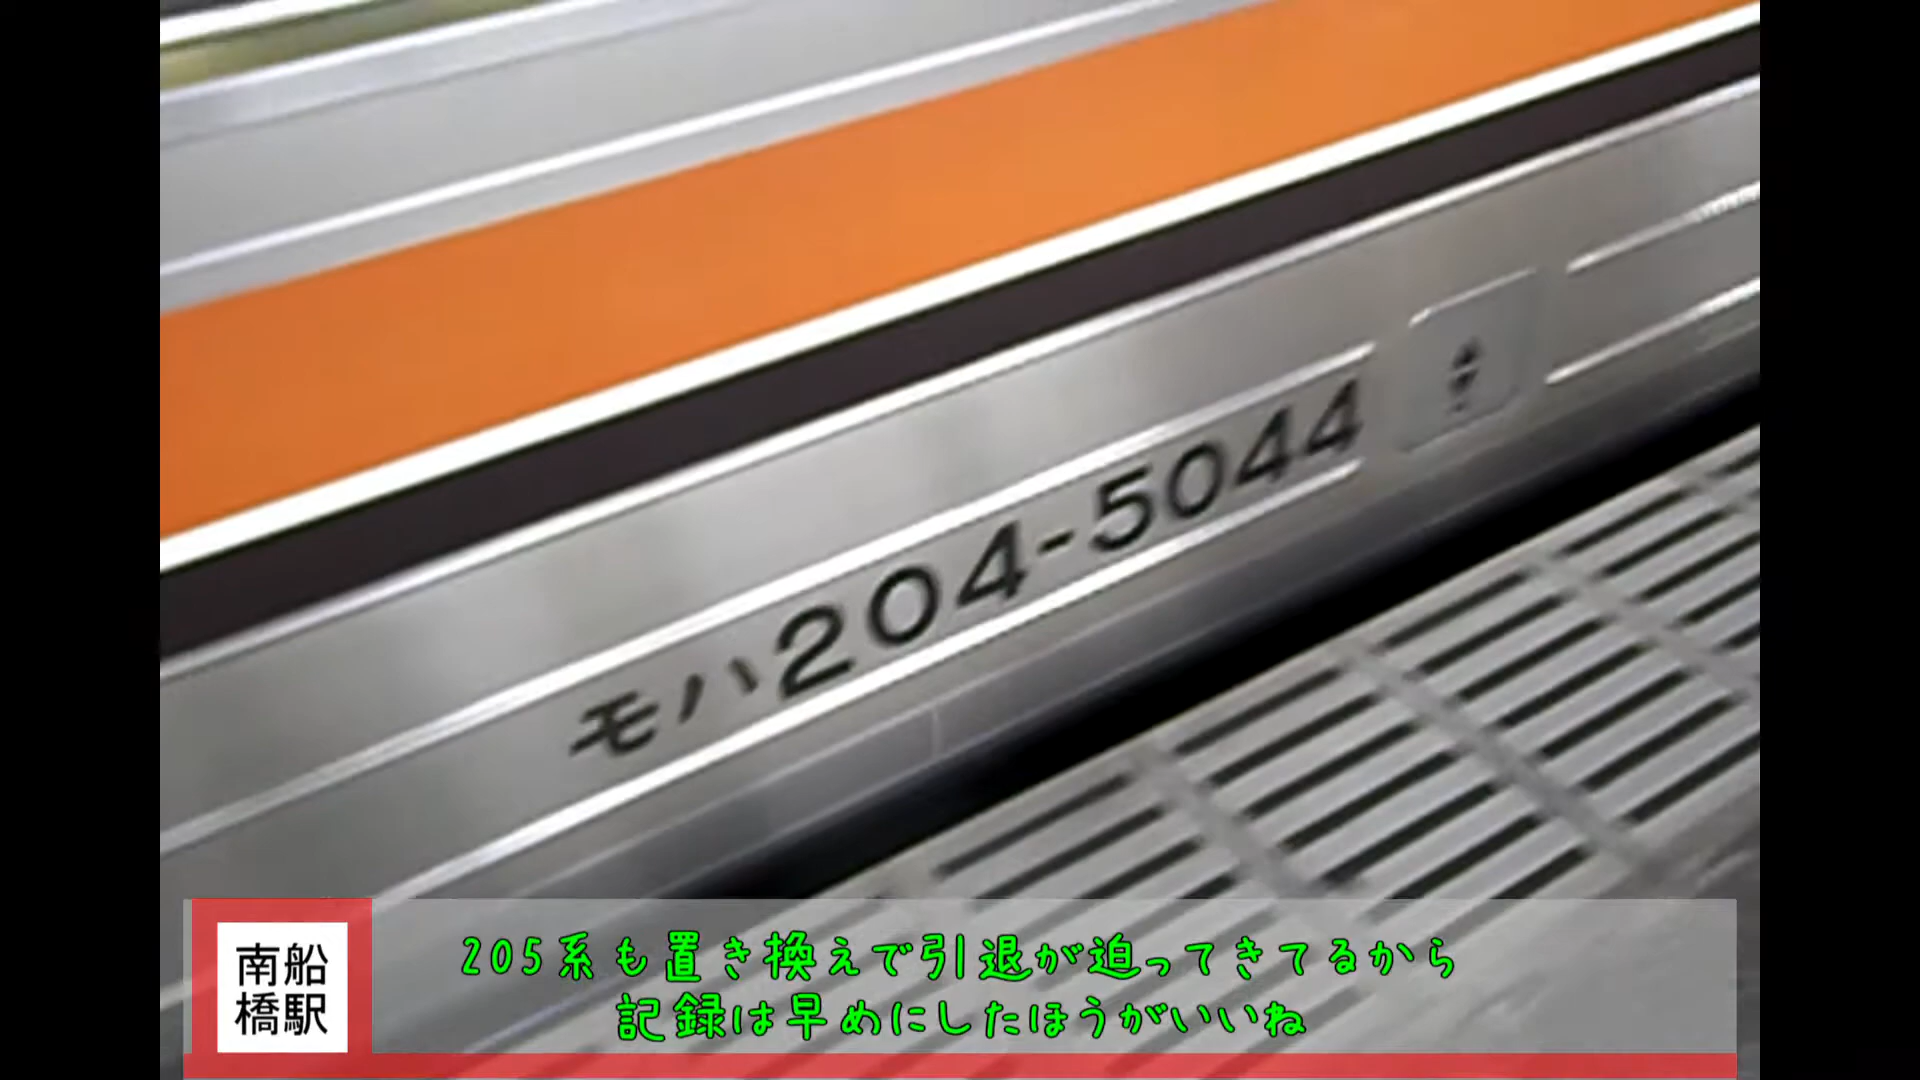 モハ204-5044
南船
橋駅
205系も置き換えで引退が迫ってきてるから
記録は早めにしたほうがいいね